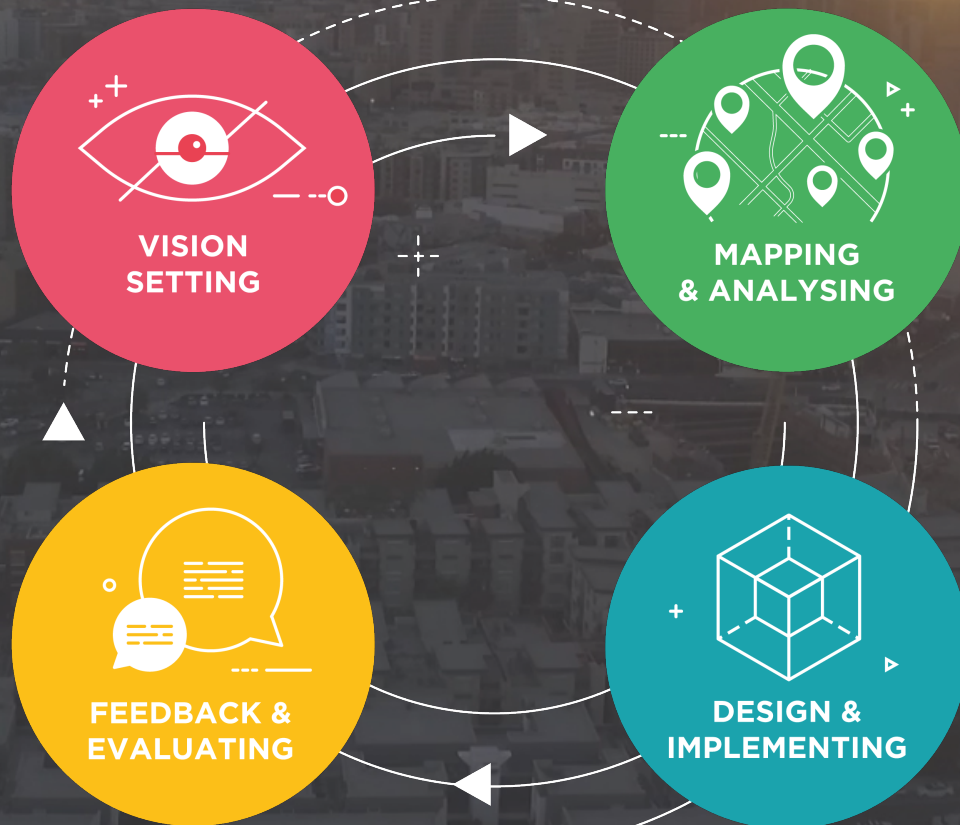 VISION
SETTING
MAPPING
& ANALYSING
FEEDBACK &
EVALUATING
DESIGN &
IMPLEMENTING